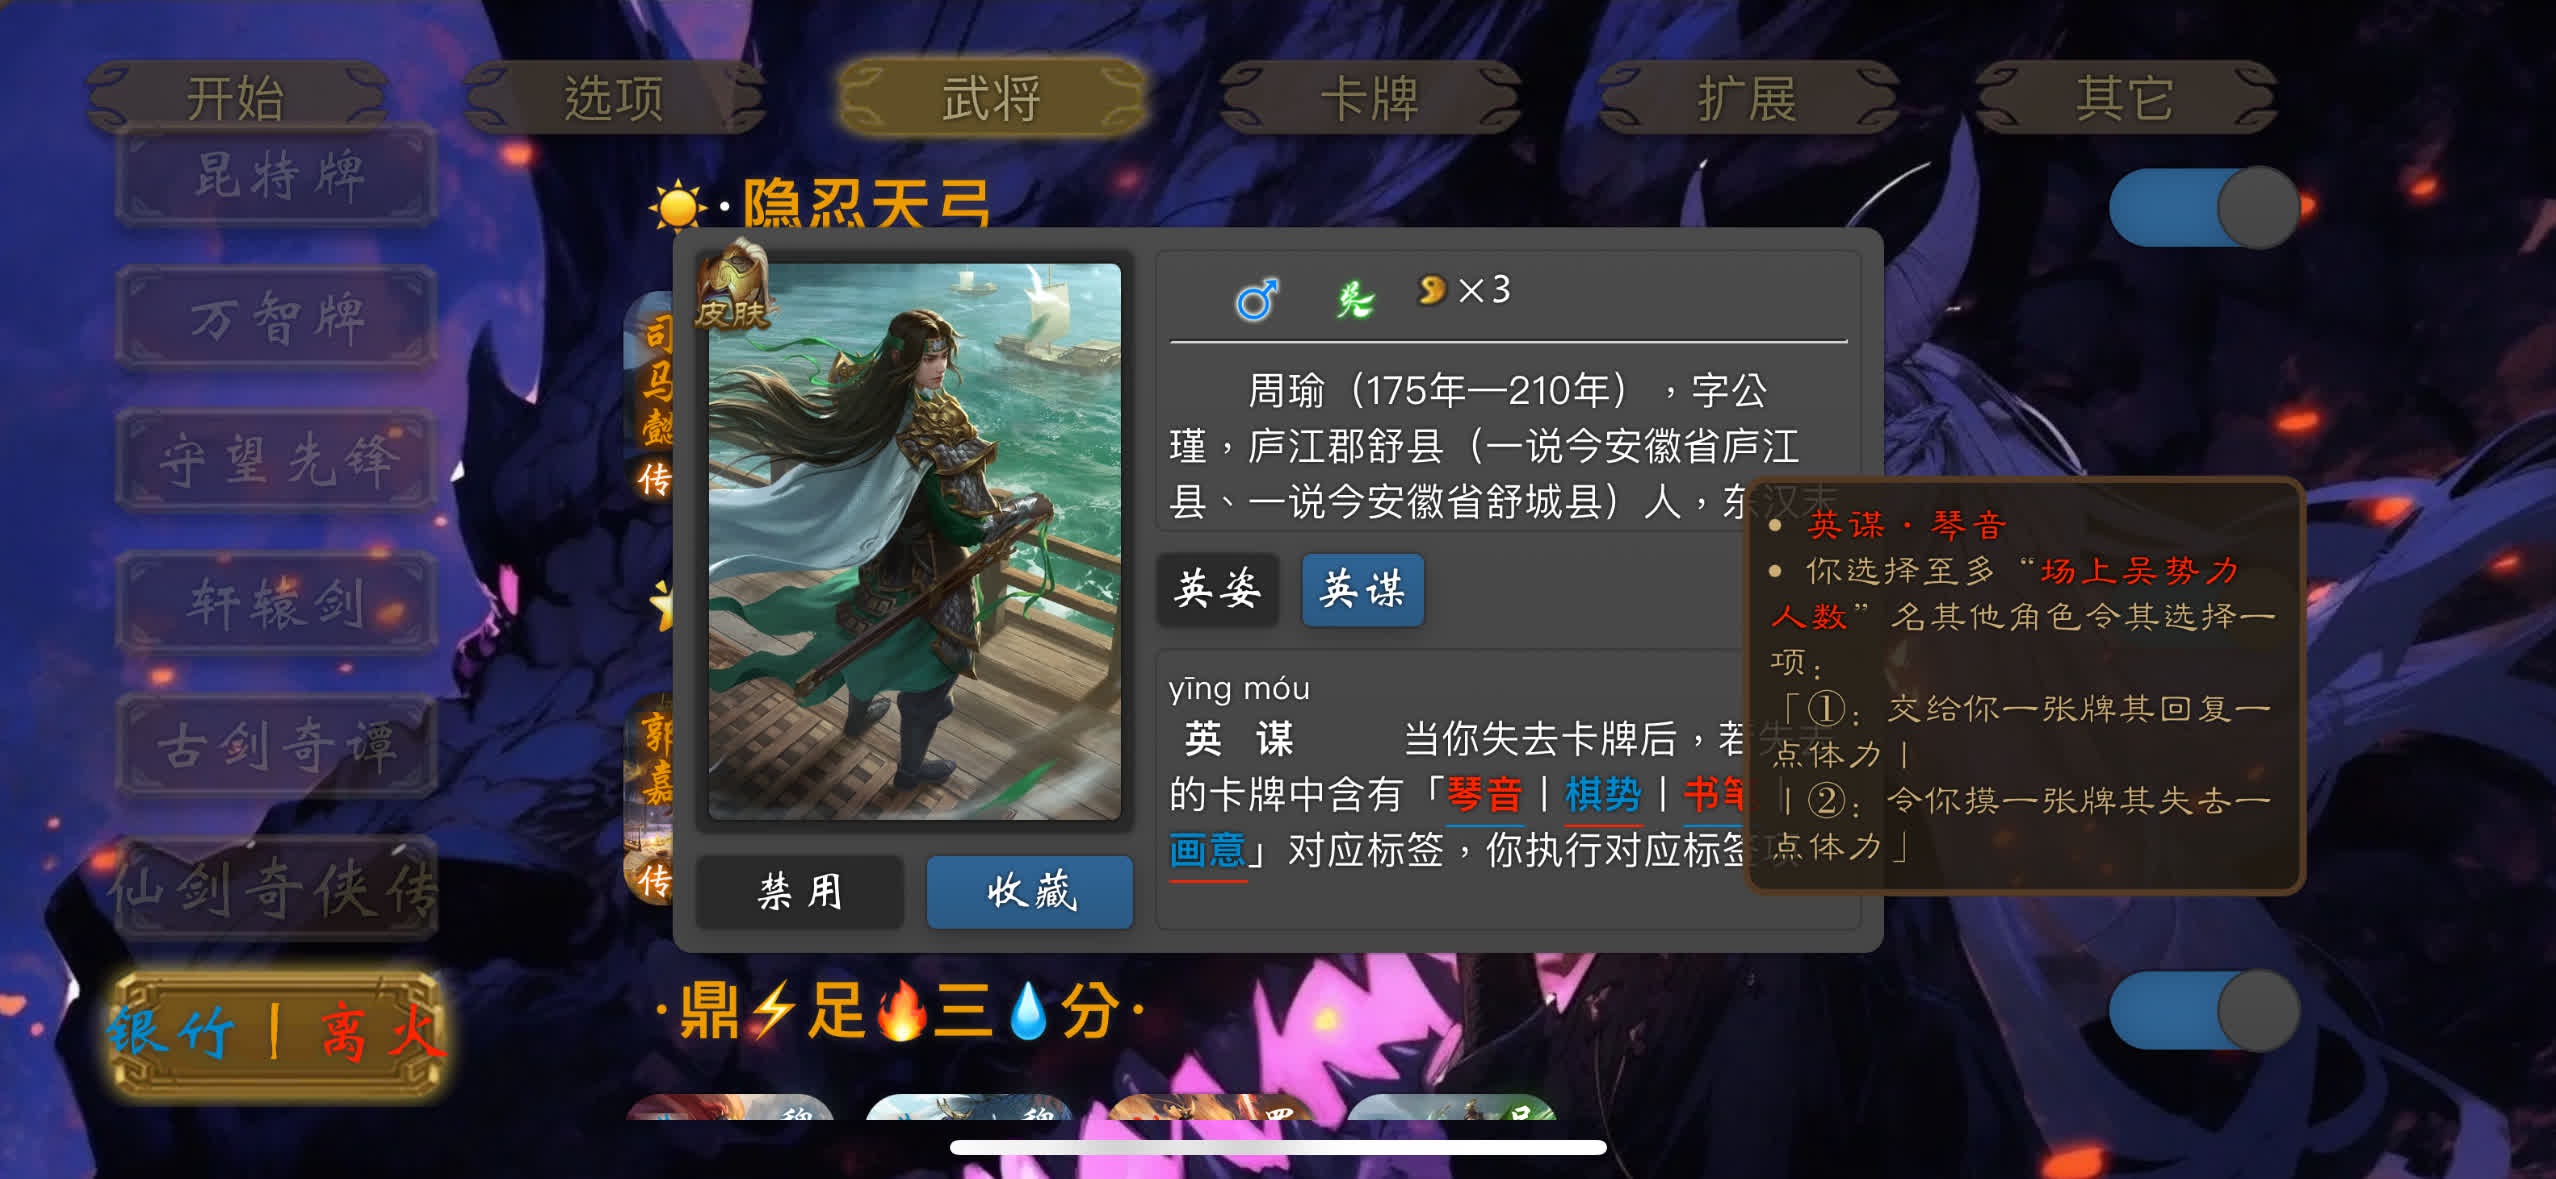 开始 选项 武将 卡牌 扩展 其它
昆特牌
万智牌
守望先锋
轩辕剑
古剑奇谭
仙剑奇侠传
银竹丨离火
·隐忍天弓
司马懿
传
郭嘉
传
皮肤
吴 ×3
周瑜（175年—210年），字公
瑾，庐江郡舒县（一说今安徽省庐江
县、一说今安徽省舒城县）人，东汉末
英姿 英谋
yīng móu
英谋 当你失去卡牌后，若失去
的卡牌中含有「琴音丨棋势丨书笔丨
画意」对应标签，你执行对应标签项
禁用 收藏
• 英谋·琴音
• 你选择至多“场上吴势力
人数”名其他角色令其选择一
项：
「①：交给你一张牌其回复一
点体力丨
丨②：令你摸一张牌其失去一
点体力」
·鼎⚡足🔥三💧分·